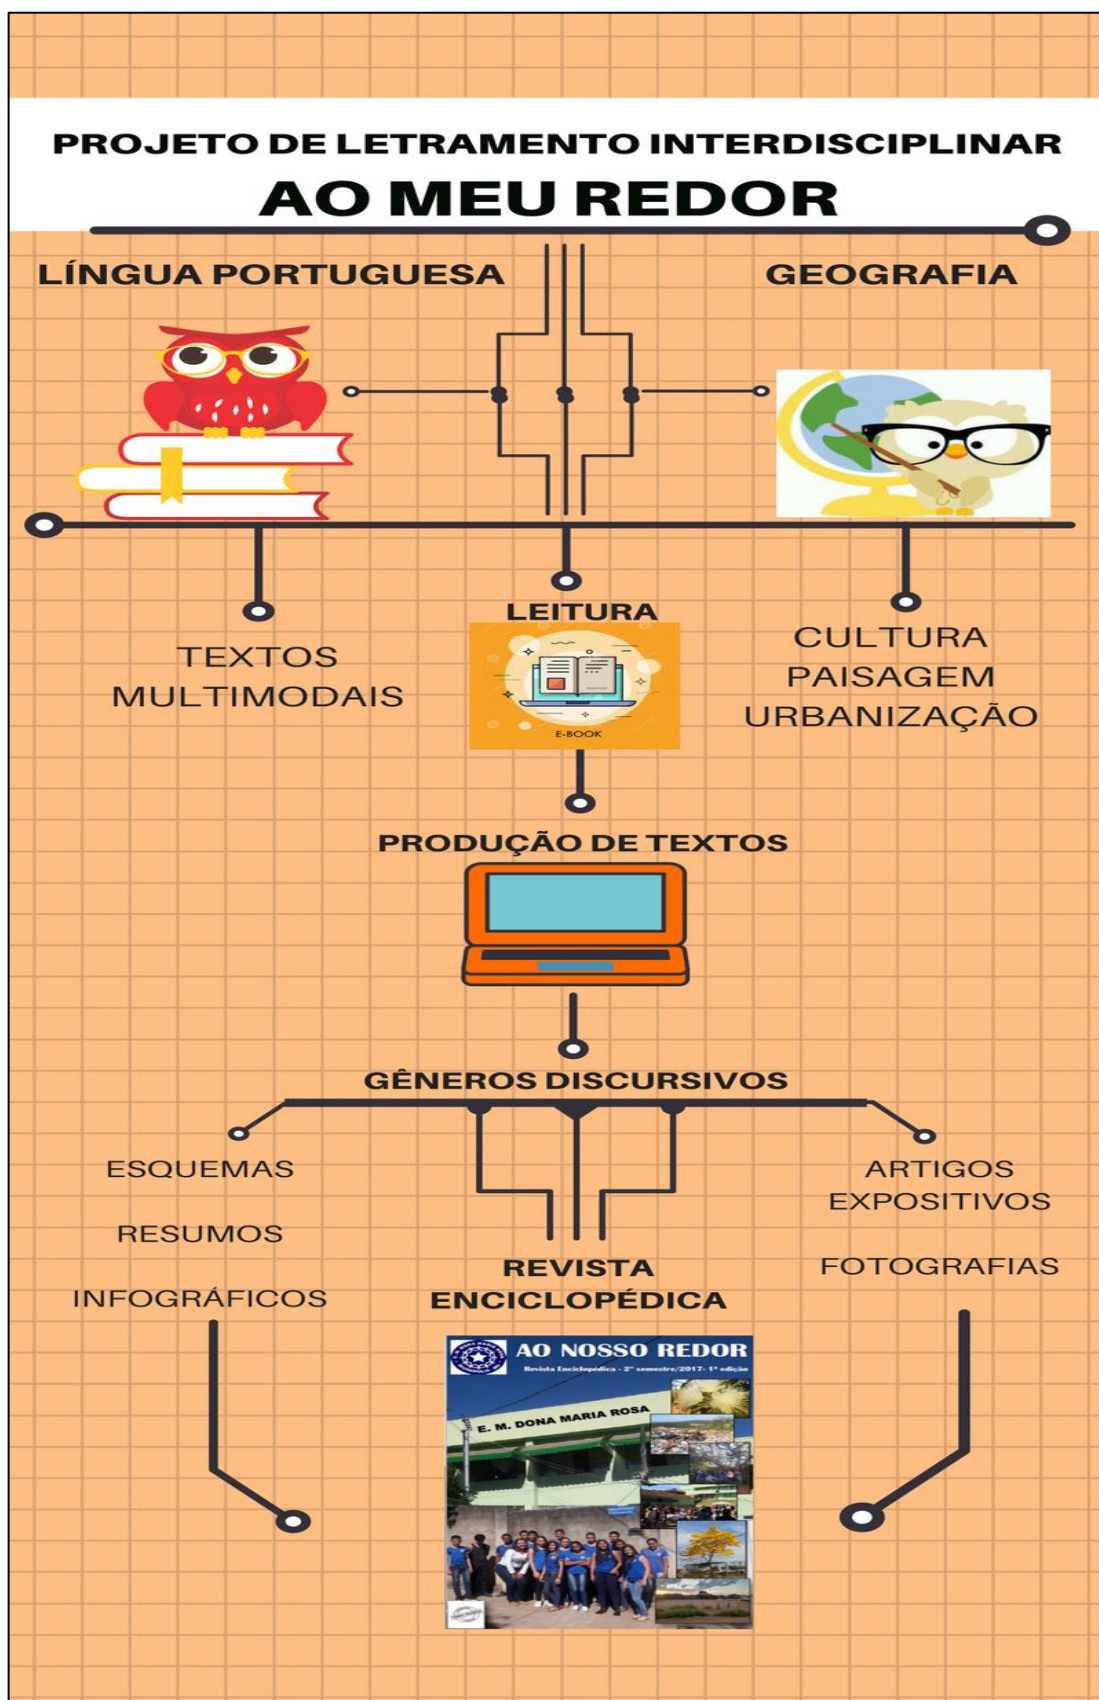 PROJETO DE LETRAMENTO INTERDISCIPLINAR
AO MEU REDOR
LÍNGUA PORTUGUESA
GEOGRAFIA
TEXTOS
MULTIMODAIS
LEITURA
E-BOOK
CULTURA
PAISAGEM
URBANIZAÇÃO
PRODUÇÃO DE TEXTOS
GÊNEROS DISCURSIVOS
ESQUEMAS
RESUMOS
INFOGRÁFICOS
ARTIGOS
EXPOSITIVOS
FOTOGRAFIAS
REVISTA
ENCICLOPÉDICA
AO NOSSO REDOR
Revista Enciclopédica - 2º semestre/2017- 1ª edição
E. M. DONA MARIA ROSA